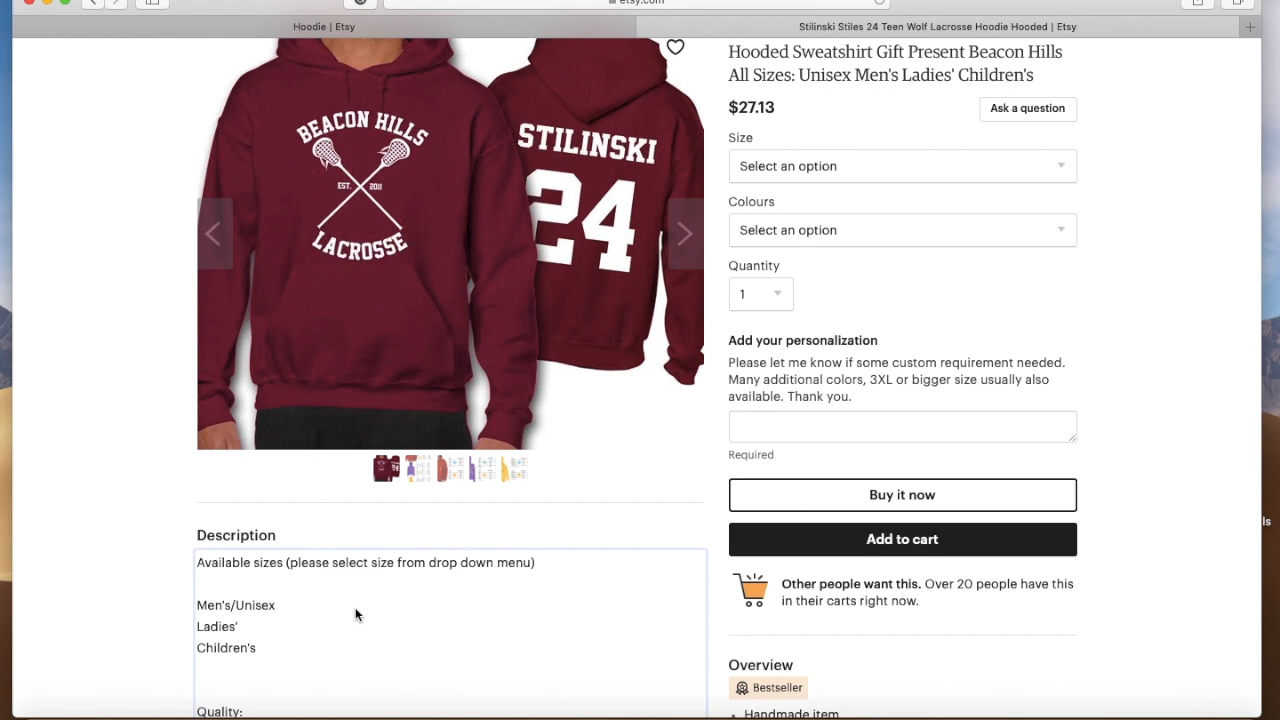 etsy.com
Hoodie | Etsy
Stilinski Stiles 24 Teen Wolf Lacrosse Hoodie Hooded | Etsy
BEACON HILLS
EST. 2011
LACROSSE
STILINSKI
24
Hooded Sweatshirt Gift Present Beacon Hills
All Sizes: Unisex Men's Ladies' Children's
$27.13
Ask a question
Size
Select an option
Colours
Select an option
Quantity
1
Add your personalization
Please let me know if some custom requirement needed.
Many additional colors, 3XL or bigger size usually also
available. Thank you.
Required
Buy it now
Add to cart
Other people want this. Over 20 people have this
in their carts right now.
Overview
Bestseller
Handmade item
Description
Available sizes (please select size from drop down menu)
Men's/Unisex
Ladies'
Children's
Quality:
ls